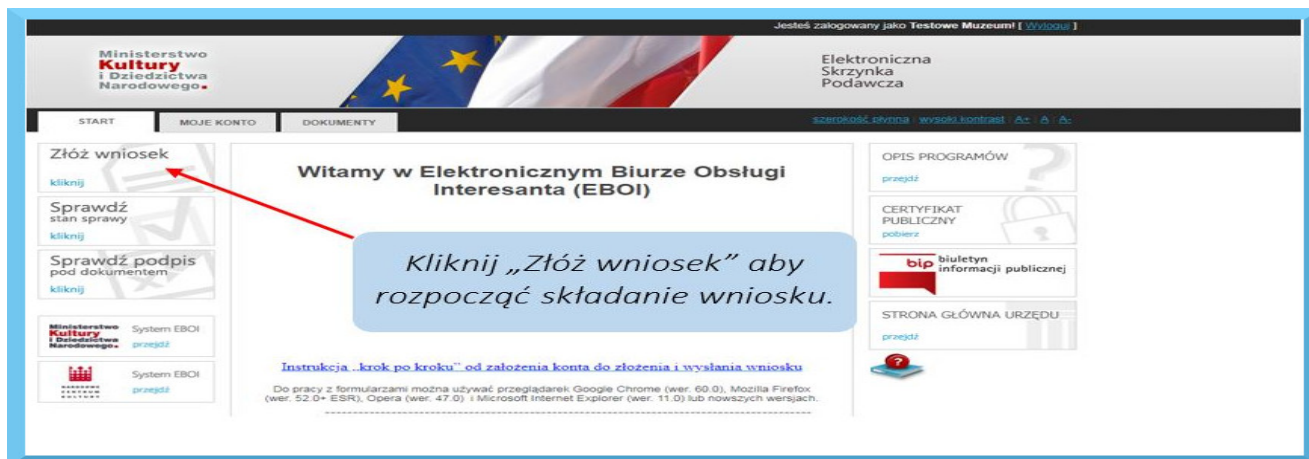 Jesteś zalogowany jako Testowe Muzeum! [ Wyloguj ]
Ministerstwo
Kultury
i Dziedzictwa
Narodowego.
Elektroniczna
Skrzynka
Podawcza
START
MOJE KONTO
DOKUMENTY
szerokość płynna | wysoki kontrast | A+ | A | A-
Złóż wniosek
kliknij
Sprawdź
stan sprawy
kliknij
Sprawdź podpis
pod dokumentem
kliknij
Ministerstwo
Kultury
i Dziedzictwa
Narodowego.
System EBOI
przejdź
NARODOWE
CENTRUM
KULTURY
System EBOI
przejdź
Witamy w Elektronicznym Biurze Obsługi
Interesanta (EBOI)
Kliknij „Złóż wniosek” aby
rozpocząć składanie wniosku.
Instrukcja „krok po kroku” od założenia konta do złożenia i wysłania wniosku
Do pracy z formularzami można używać przeglądarek Google Chrome (wer. 60.0), Mozilla Firefox
(wer. 52.0+ ESR), Opera (wer. 47.0) i Microsoft Internet Explorer (wer. 11.0) lub nowszych wersjach.
OPIS PROGRAMÓW
przejdź
CERTYFIKAT
PUBLICZNY
pobierz
bip biuletyn
informacji publicznej
STRONA GŁÓWNA URZĘDU
przejdź
?